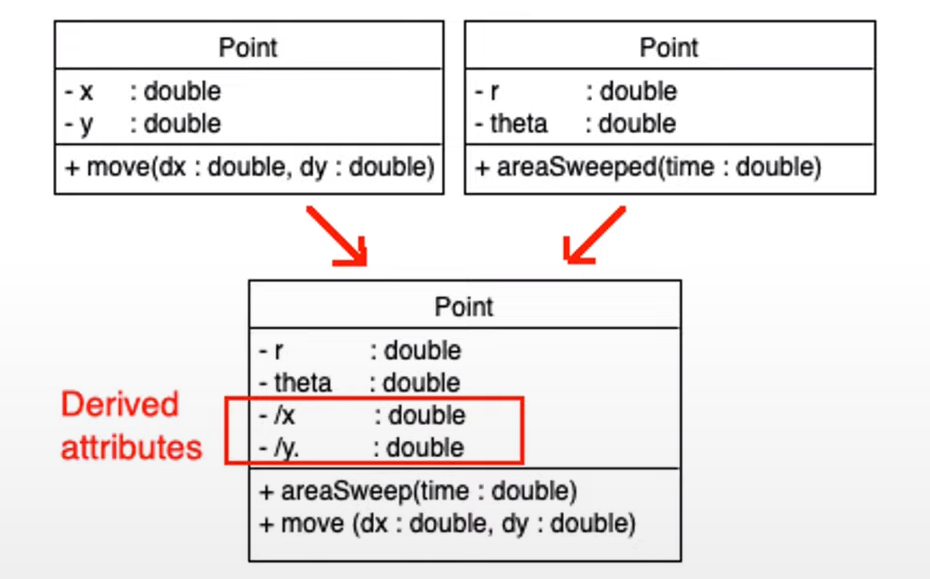 Point
- x : double
- y : double
+ move(dx : double, dy : double)
Point
- r : double
- theta : double
+ areaSweeped(time : double)
Point
- r : double
- theta : double
- /x : double
- /y. : double
+ areaSweep(time : double)
+ move (dx : double, dy : double)
Derived
attributes